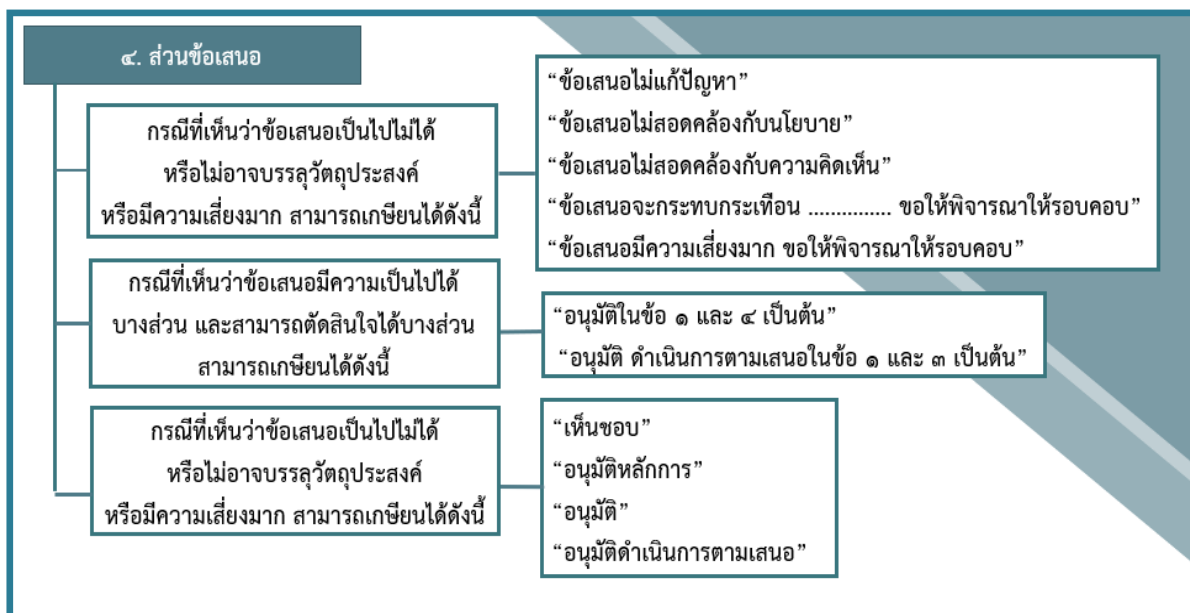 ๔. ส่วนข้อเสนอ
กรณีที่เห็นว่าข้อเสนอเป็นไปไม่ได้
หรือไม่อาจบรรลุวัตถุประสงค์
หรือมีความเสี่ยงมาก สามารถเกษียนได้ดังนี้
“ข้อเสนอไม่แก้ปัญหา”
“ข้อเสนอไม่สอดคล้องกับนโยบาย”
“ข้อเสนอไม่สอดคล้องกับความคิดเห็น”
“ข้อเสนอจะกระทบกระเทือน ............... ขอให้พิจารณาให้รอบคอบ”
“ข้อเสนอมีความเสี่ยงมาก ขอให้พิจารณาให้รอบคอบ”
กรณีที่เห็นว่าข้อเสนอมีความเป็นไปได้
บางส่วน และสามารถตัดสินใจได้บางส่วน
สามารถเกษียนได้ดังนี้
“อนุมัติในข้อ ๑ และ ๔ เป็นต้น”
“อนุมัติ ดำเนินการตามเสนอในข้อ ๑ และ ๓ เป็นต้น”
กรณีที่เห็นว่าข้อเสนอเป็นไปไม่ได้
หรือไม่อาจบรรลุวัตถุประสงค์
หรือมีความเสี่ยงมาก สามารถเกษียนได้ดังนี้
“เห็นชอบ”
“อนุมัติหลักการ”
“อนุมัติ”
“อนุมัติดำเนินการตามเสนอ”